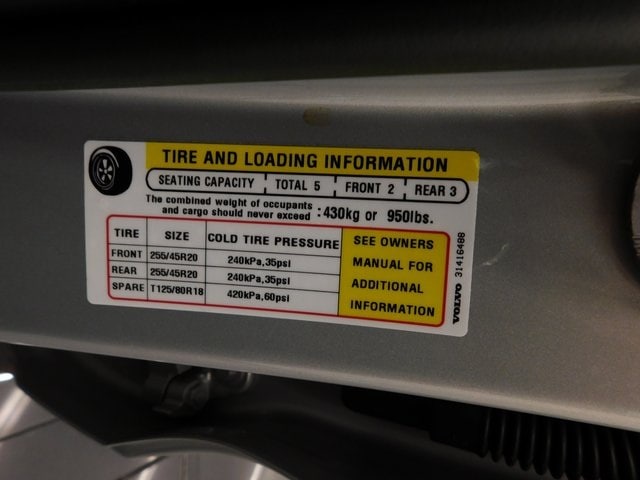 TIRE AND LOADING INFORMATION
SEATING CAPACITY TOTAL 5 FRONT 2 REAR 3
The combined weight of occupants
and cargo should never exceed :430kg or 950lbs.
TIRE SIZE COLD TIRE PRESSURE
FRONT 255/45R20 240kPa,35psi
REAR 255/45R20 240kPa,35psi
SPARE T125/80R18 420kPa,60psi
SEE OWNERS
MANUAL FOR
ADDITIONAL
INFORMATION
VOLVO 31416488